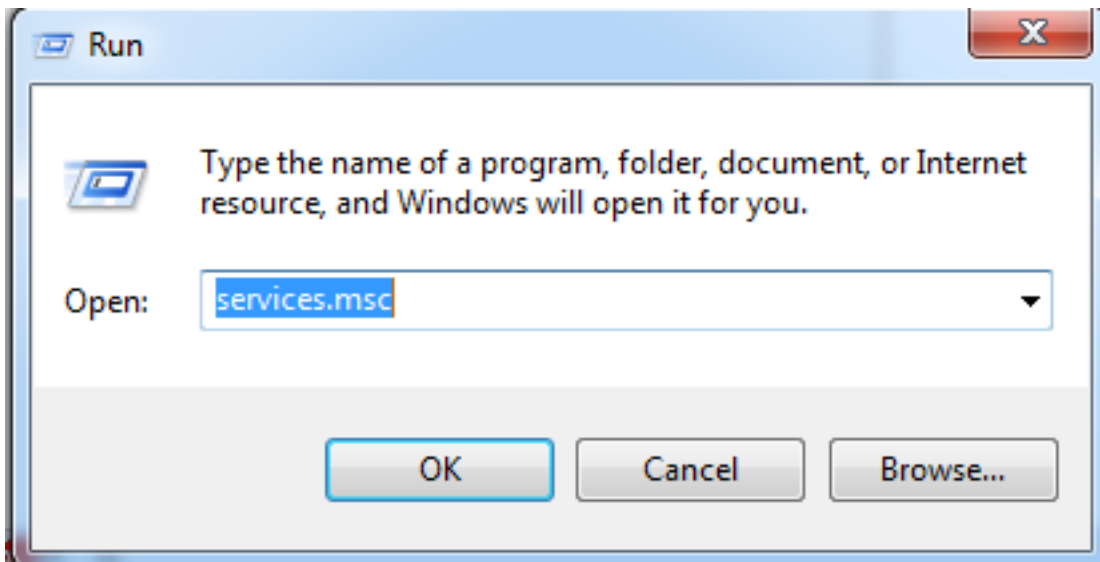 Run
Type the name of a program, folder, document, or Internet
resource, and Windows will open it for you.
Open: services.msc
OK Cancel Browse...